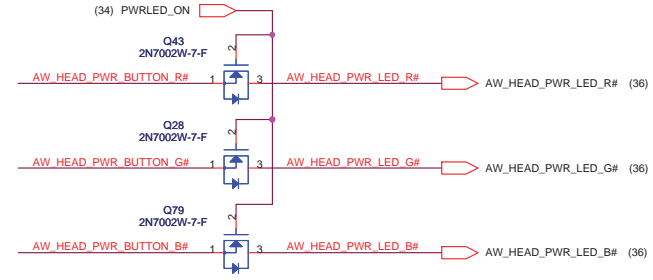 (34) PWRLED_ON
Q43
2N7002W-7-F
2
AW_HEAD_PWR_BUTTON_R# 1 3 AW_HEAD_PWR_LED_R# AW_HEAD_PWR_LED_R# (36)
Q28
2N7002W-7-F
2
AW_HEAD_PWR_BUTTON_G# 1 3 AW_HEAD_PWR_LED_G# AW_HEAD_PWR_LED_G# (36)
Q79
2N7002W-7-F
2
AW_HEAD_PWR_BUTTON_B# 1 3 AW_HEAD_PWR_LED_B# AW_HEAD_PWR_LED_B# (36)